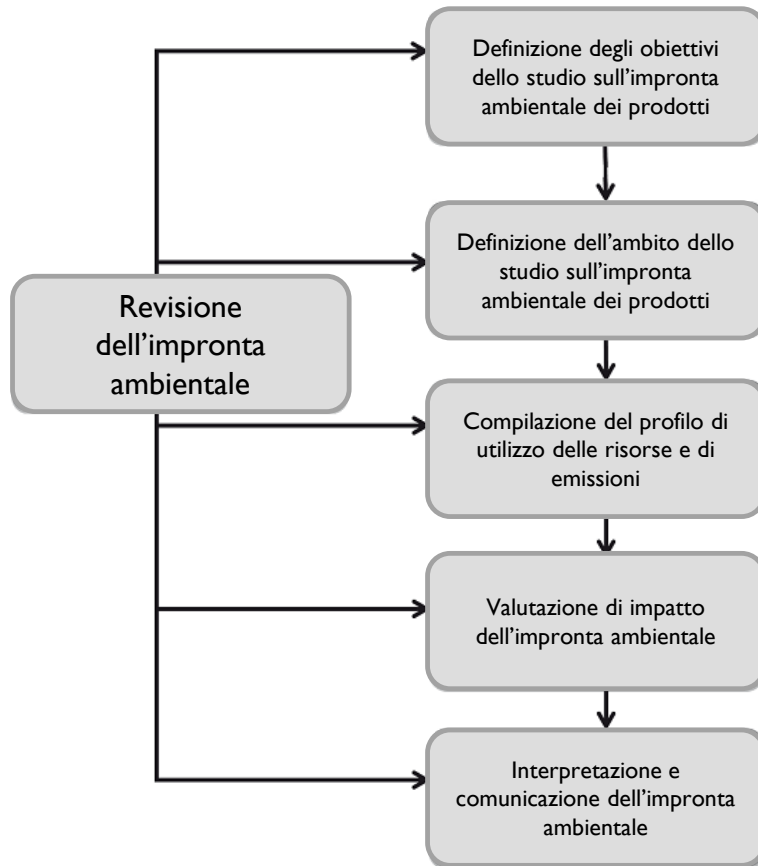 Definizione degli obiettivi
dello studio sull’impronta
ambientale dei prodotti
Definizione dell’ambito dello
studio sull’impronta
ambientale dei prodotti
Revisione
dell’impronta
ambientale
Compilazione del profilo di
utilizzo delle risorse e di
emissioni
Valutazione di impatto
dell’impronta ambientale
Interpretazione e
comunicazione dell’impronta
ambientale